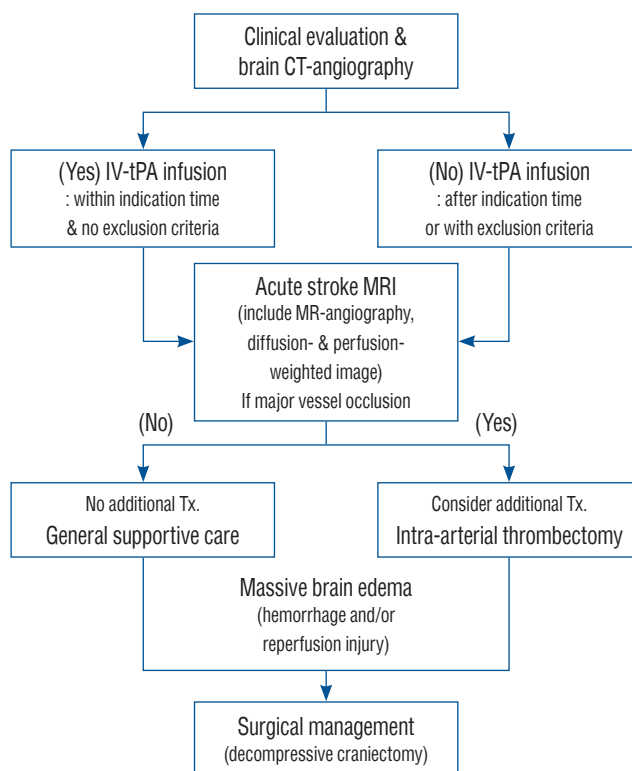 Clinical evaluation &
brain CT-angiography
(Yes) IV-tPA infusion
: within indication time
& no exclusion criteria
(No) IV-tPA infusion
: after indication time
or with exclusion criteria
Acute stroke MRI
(include MR-angiography,
diffusion- & perfusion-
weighted image)
If major vessel occlusion
(No)
(Yes)
No additional Tx.
General supportive care
Consider additional Tx.
Intra-arterial thrombectomy
Massive brain edema
(hemorrhage and/or
reperfusion injury)
Surgical management
(decompressive craniectomy)